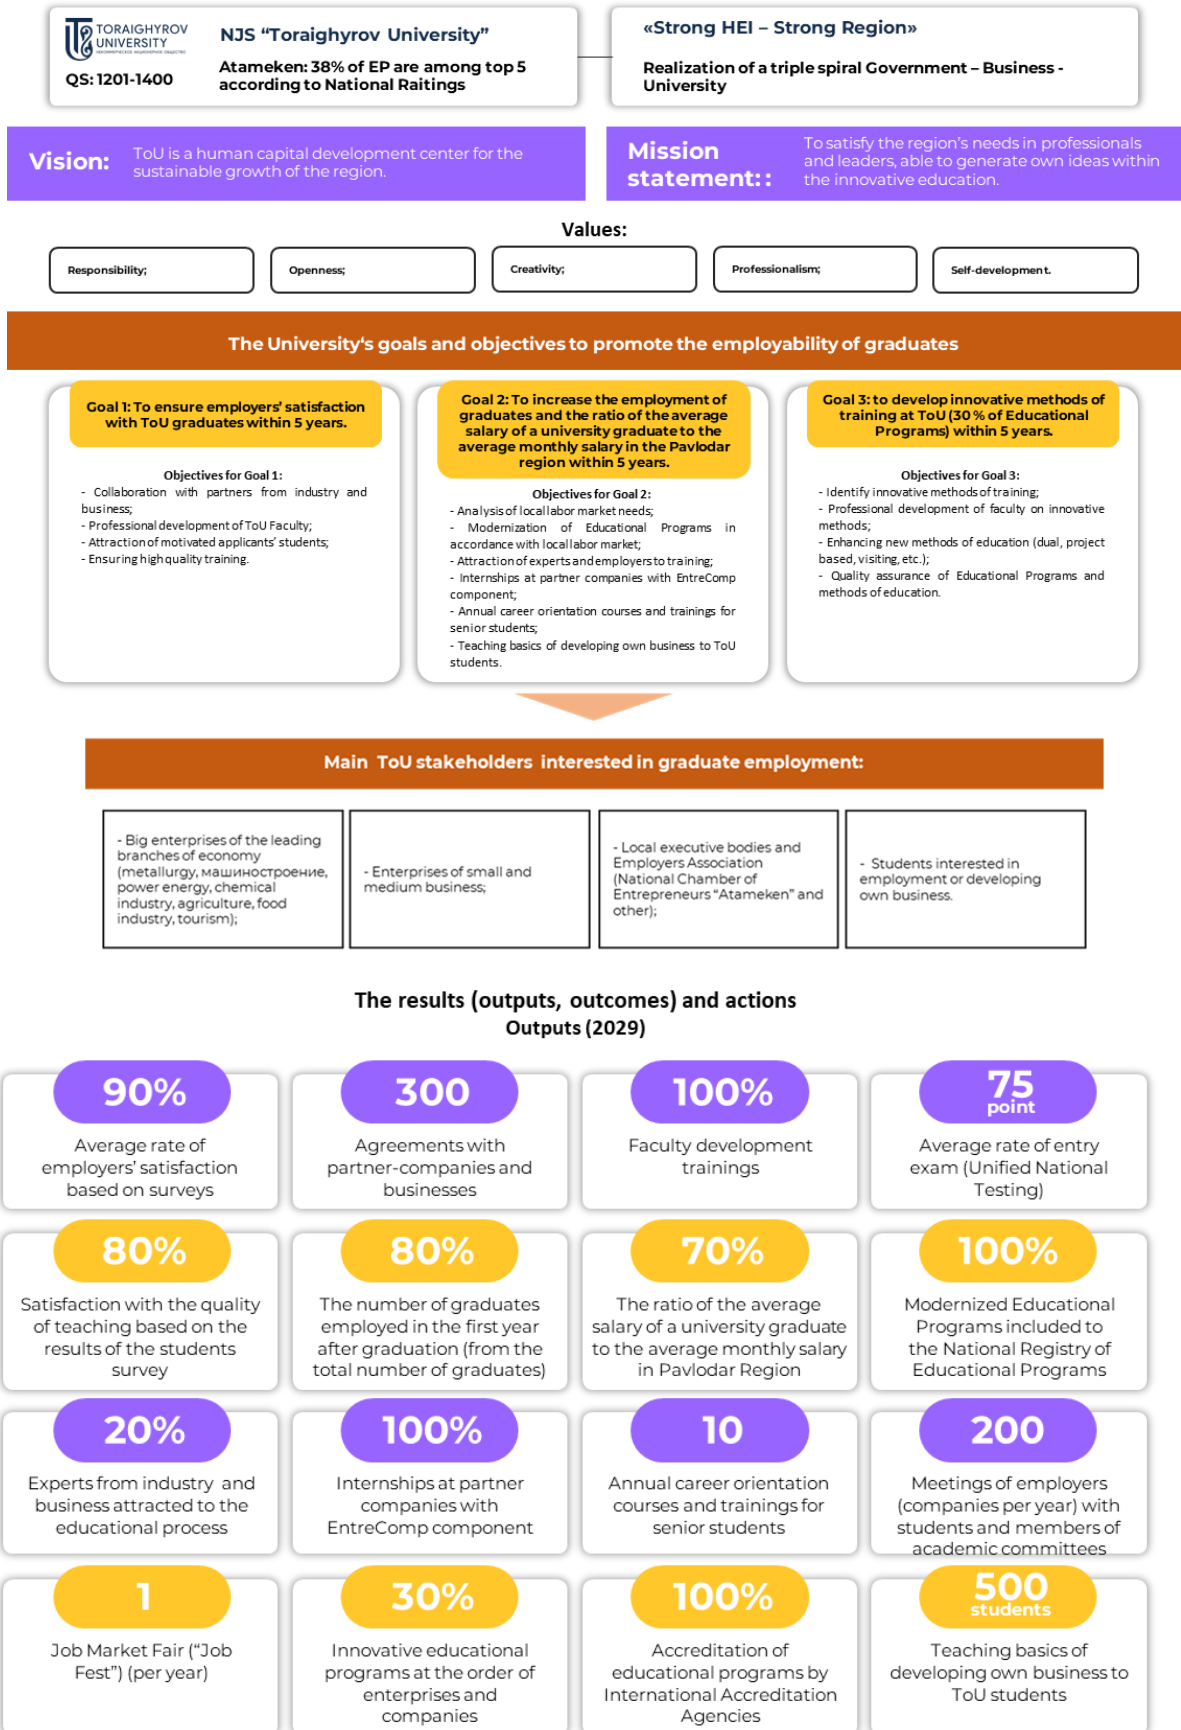 TORAIGHYROV
UNIVERSITY
НЕКОММЕРЧЕСКОЕ АКЦИОНЕРНОЕ ОБЩЕСТВО
QS: 1201-1400
NJS “Toraighyrov University”
Atameken: 38% of EP are among top 5
according to National Raitings
«Strong HEI – Strong Region»
Realization of a triple spiral Government – Business -
University
Vision:
ToU is a human capital development center for the
sustainable growth of the region.
Mission
statement: :
To satisfy the region’s needs in professionals
and leaders, able to generate own ideas within
the innovative education.
Values:
Responsibility;
Openness;
Creativity;
Professionalism;
Self-development.
The University‘s goals and objectives to promote the employability of graduates
Goal 1: To ensure employers’ satisfaction
with ToU graduates within 5 years.
Objectives for Goal 1:
- Collaboration with partners from industry and
business;
- Professional development of ToU Faculty;
- Attraction of motivated applicants’ students;
- Ensuring high quality training.
Goal 2: To increase the employment of
graduates and the ratio of the average
salary of a university graduate to the
average monthly salary in the Pavlodar
region within 5 years.
Objectives for Goal 2:
- Analysis of local labor market needs;
- Modernization of Educational Programs in
accordance with local labor market;
- Attraction of experts and employers to training;
- Internships at partner companies with EntreComp
component;
- Annual career orientation courses and trainings for
senior students;
- Teaching basics of developing own business to ToU
students.
Goal 3: to develop innovative methods of
training at ToU (30 % of Educational
Programs) within 5 years.
Objectives for Goal 3:
- Identify innovative methods of training;
- Professional development of faculty on innovative
methods;
- Enhancing new methods of education (dual, project
based, visiting, etc.);
- Quality assurance of Educational Programs and
methods of education.
Main ToU stakeholders interested in graduate employment:
- Big enterprises of the leading
branches of economy
(metallurgy, машиностроение,
power energy, chemical
industry, agriculture, food
industry, tourism);
- Enterprises of small and
medium business;
- Local executive bodies and
Employers Association
(National Chamber of
Entrepreneurs “Atameken” and
other);
- Students interested in
employment or developing
own business.
The results (outputs, outcomes) and actions
Outputs (2029)
90%
Average rate of
employers’ satisfaction
based on surveys
300
Agreements with
partner-companies and
businesses
100%
Faculty development
trainings
75
point
Average rate of entry
exam (Unified National
Testing)
80%
Satisfaction with the quality
of teaching based on the
results of the students
survey
80%
The number of graduates
employed in the first year
after graduation (from the
total number of graduates)
70%
The ratio of the average
salary of a university graduate
to the average monthly salary
in Pavlodar Region
100%
Modernized Educational
Programs included to
the National Registry of
Educational Programs
20%
Experts from industry and
business attracted to the
educational process
100%
Internships at partner
companies with
EntreComp component
10
Annual career orientation
courses and trainings for
senior students
200
Meetings of employers
(companies per year) with
students and members of
academic committees
1
Job Market Fair (“Job
Fest”) (per year)
30%
Innovative educational
programs at the order of
enterprises and
companies
100%
Accreditation of
educational programs by
International Accreditation
Agencies
500
students
Teaching basics of
developing own business to
ToU students